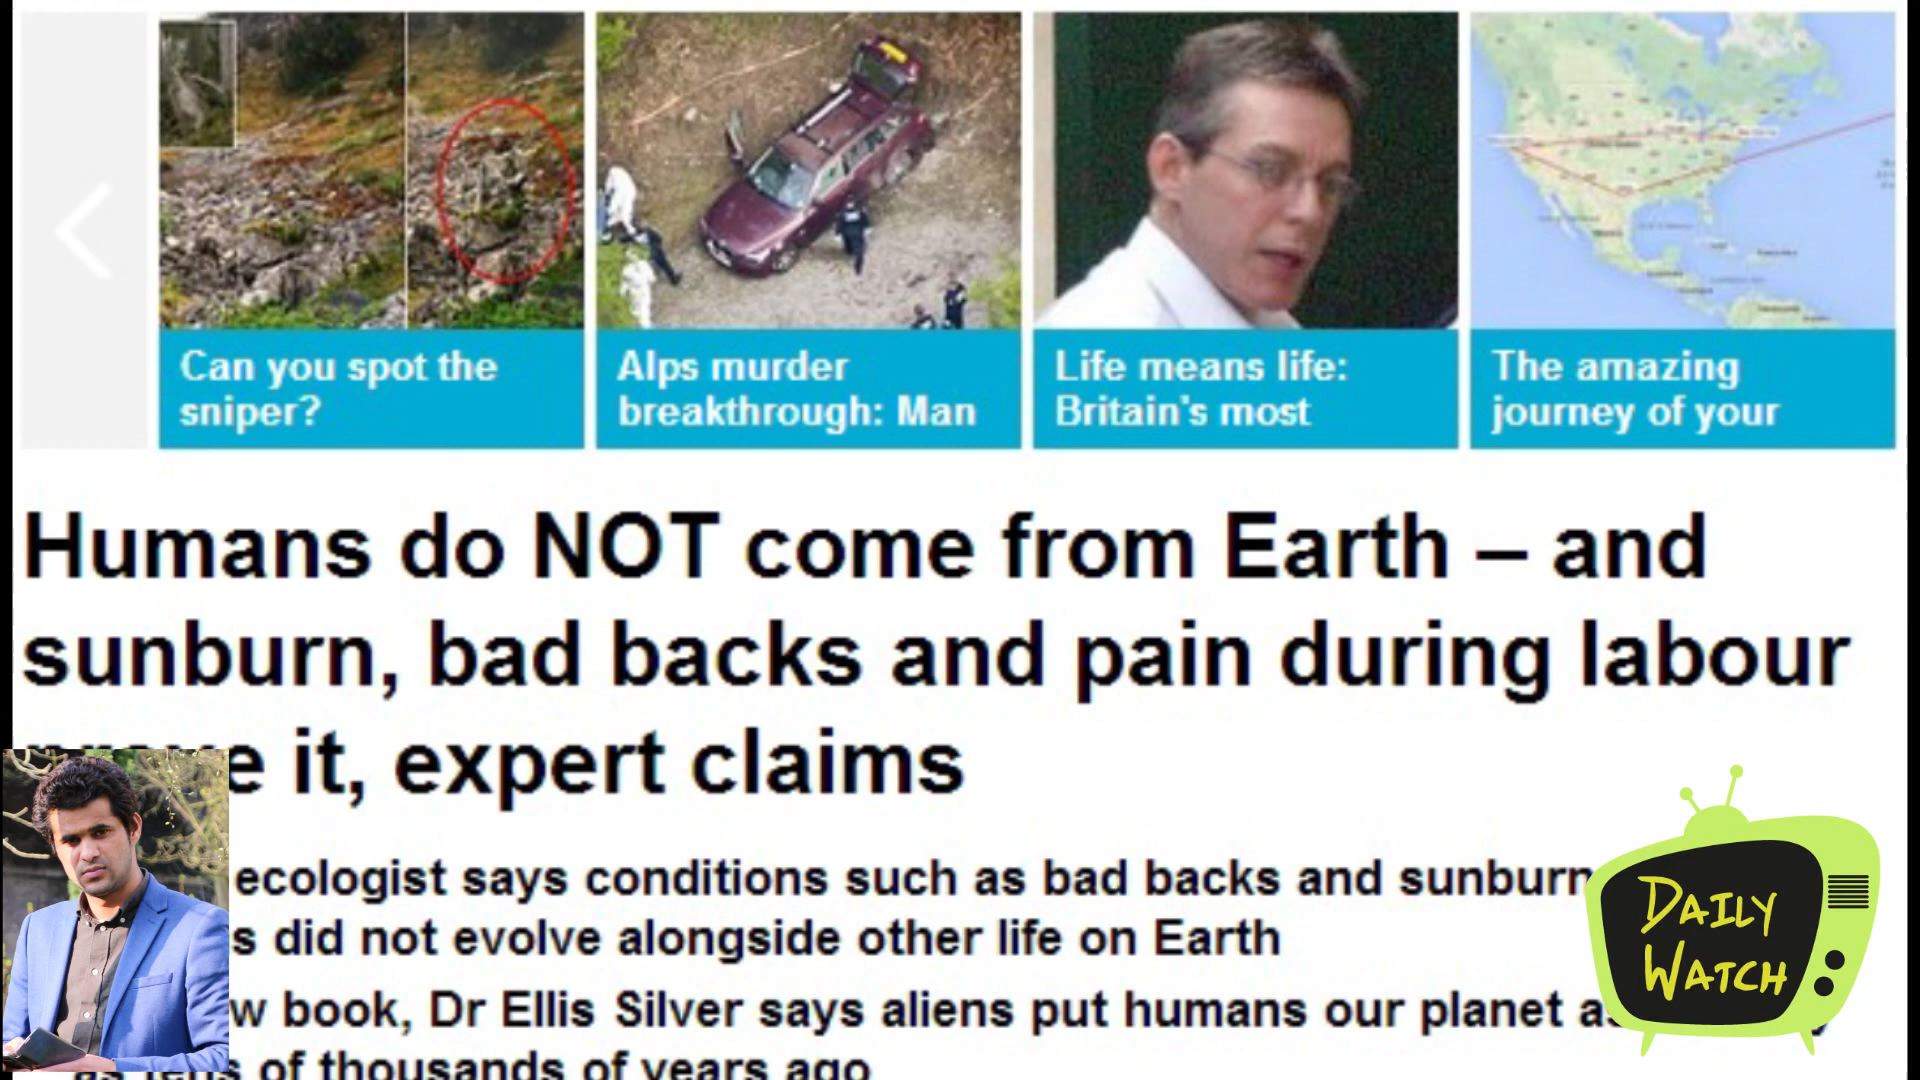 Can you spot the
sniper?
Alps murder
breakthrough: Man
Life means life:
Britain's most
The amazing
journey of your
Humans do NOT come from Earth – and
sunburn, bad backs and pain during labour
it, expert claims
ecologist says conditions such as bad backs and sunburn
did not evolve alongside other life on Earth
book, Dr Ellis Silver says aliens put humans our planet
of thousands of years ago
DAILY
WATCH